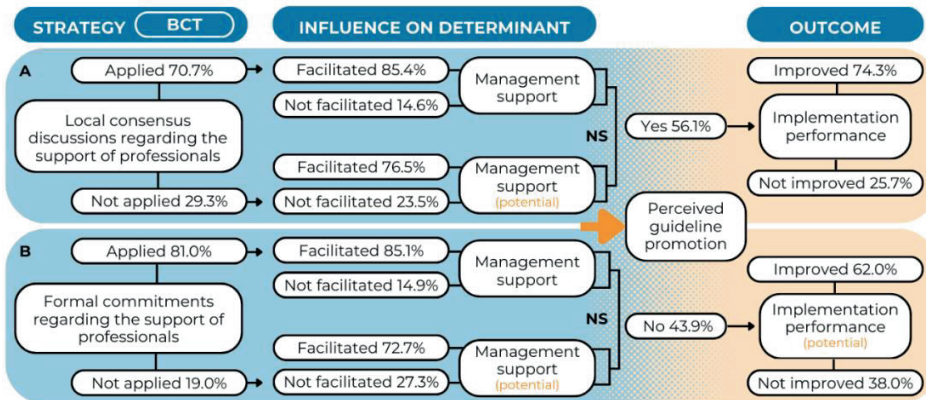 STRATEGY BCT
INFLUENCE ON DETERMINANT
OUTCOME
A
Applied 70.7%
Local consensus
discussions regarding the
support of professionals
Not applied 29.3%
Facilitated 85.4%
Not facilitated 14.6%
Management
support
Facilitated 76.5%
Not facilitated 23.5%
Management
support
(potential)
NS
Yes 56.1%
Improved 74.3%
Implementation
performance
Not improved 25.7%
Perceived
guideline
promotion
B
Applied 81.0%
Formal commitments
regarding the support of
professionals
Not applied 19.0%
Facilitated 85.1%
Not facilitated 14.9%
Management
support
Facilitated 72.7%
Not facilitated 27.3%
Management
support
(potential)
NS
No 43.9%
Improved 62.0%
Implementation
performance
(potential)
Not improved 38.0%